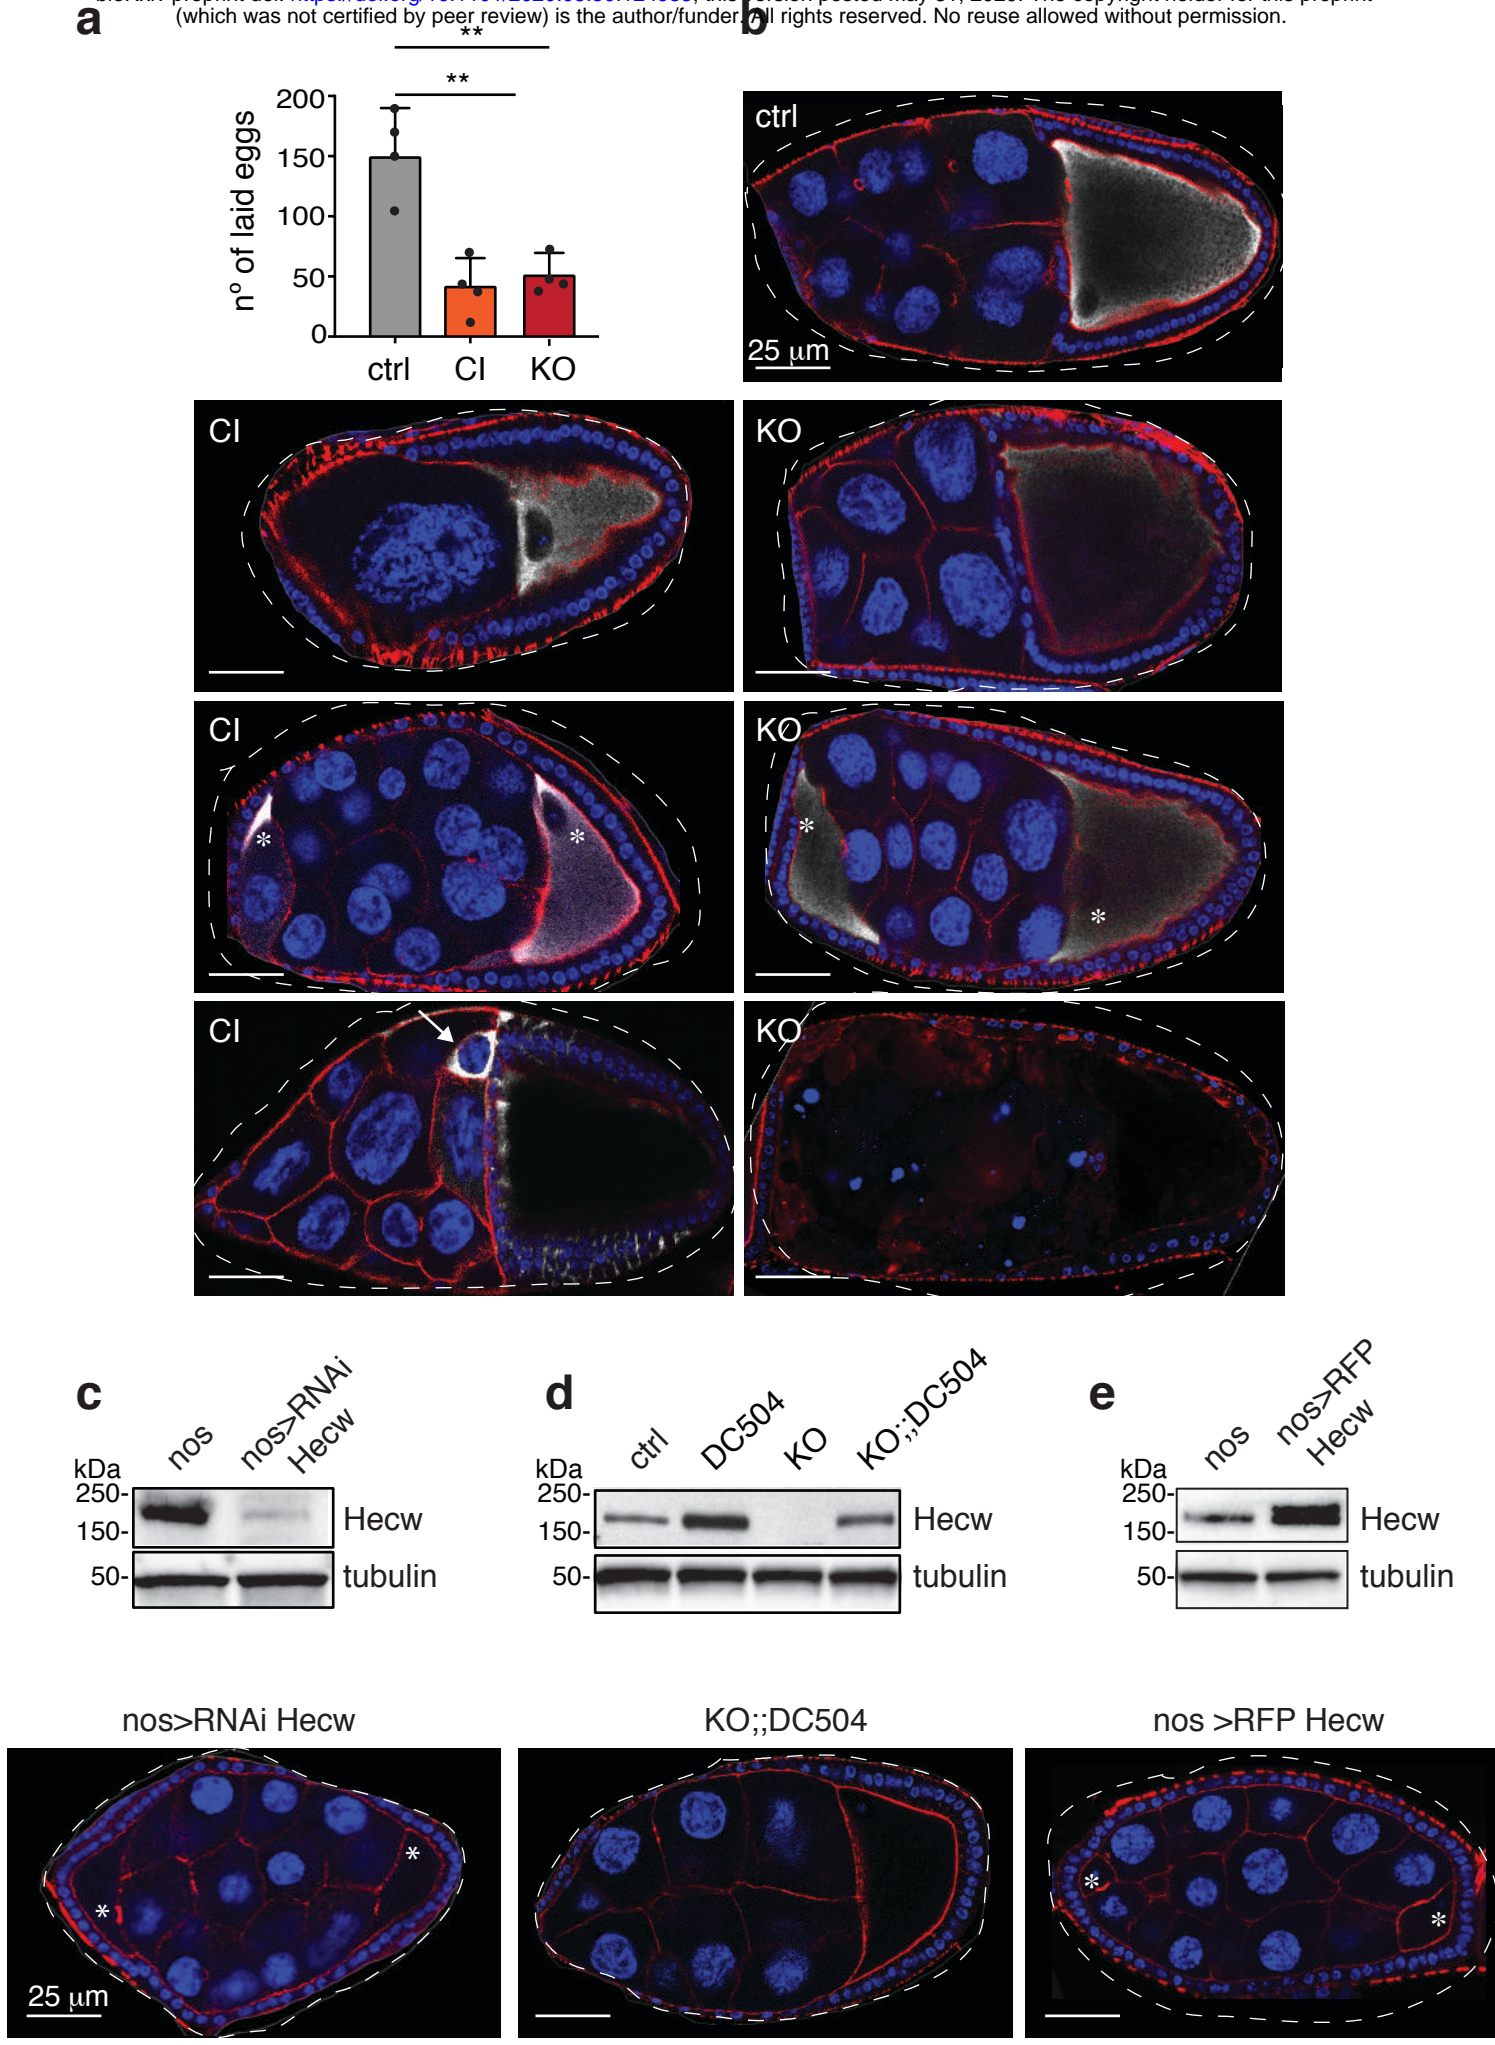 (which was not certified by peer review) is the author/funder. All rights reserved. No reuse allowed without permission.
a
b
**
**
200
150
100
50
0
nº of laid eggs
ctrl
CI
KO
ctrl
25 µm
CI
KO
CI
*
*
KO
*
*
CI
KO
c
d
e
nos
nos>RNAi
Hecw
ctrl
DC504
KO
KO;;DC504
nos
nos>RFP
Hecw
kDa
250-
150-
50-
Hecw
tubulin
kDa
250-
150-
50-
Hecw
tubulin
kDa
250-
150-
50-
Hecw
tubulin
nos>RNAi Hecw
KO;;DC504
nos >RFP Hecw
*
*
25 µm
*
*